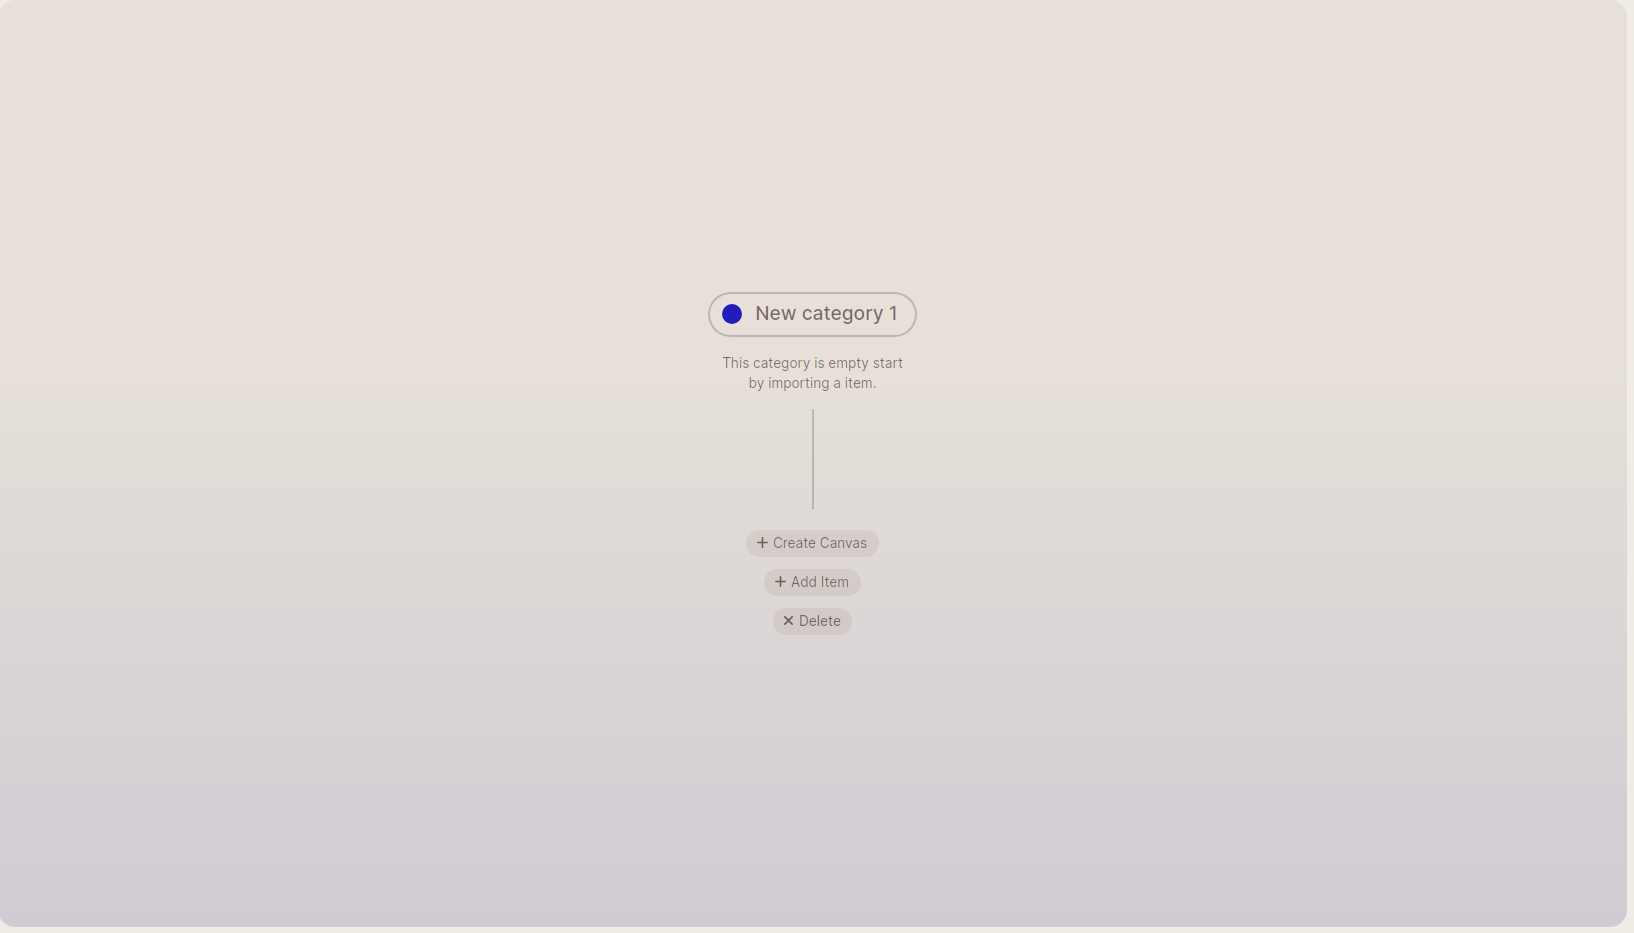 New category 1
This category is empty start
by importing a item.
+ Create Canvas
+ Add Item
× Delete